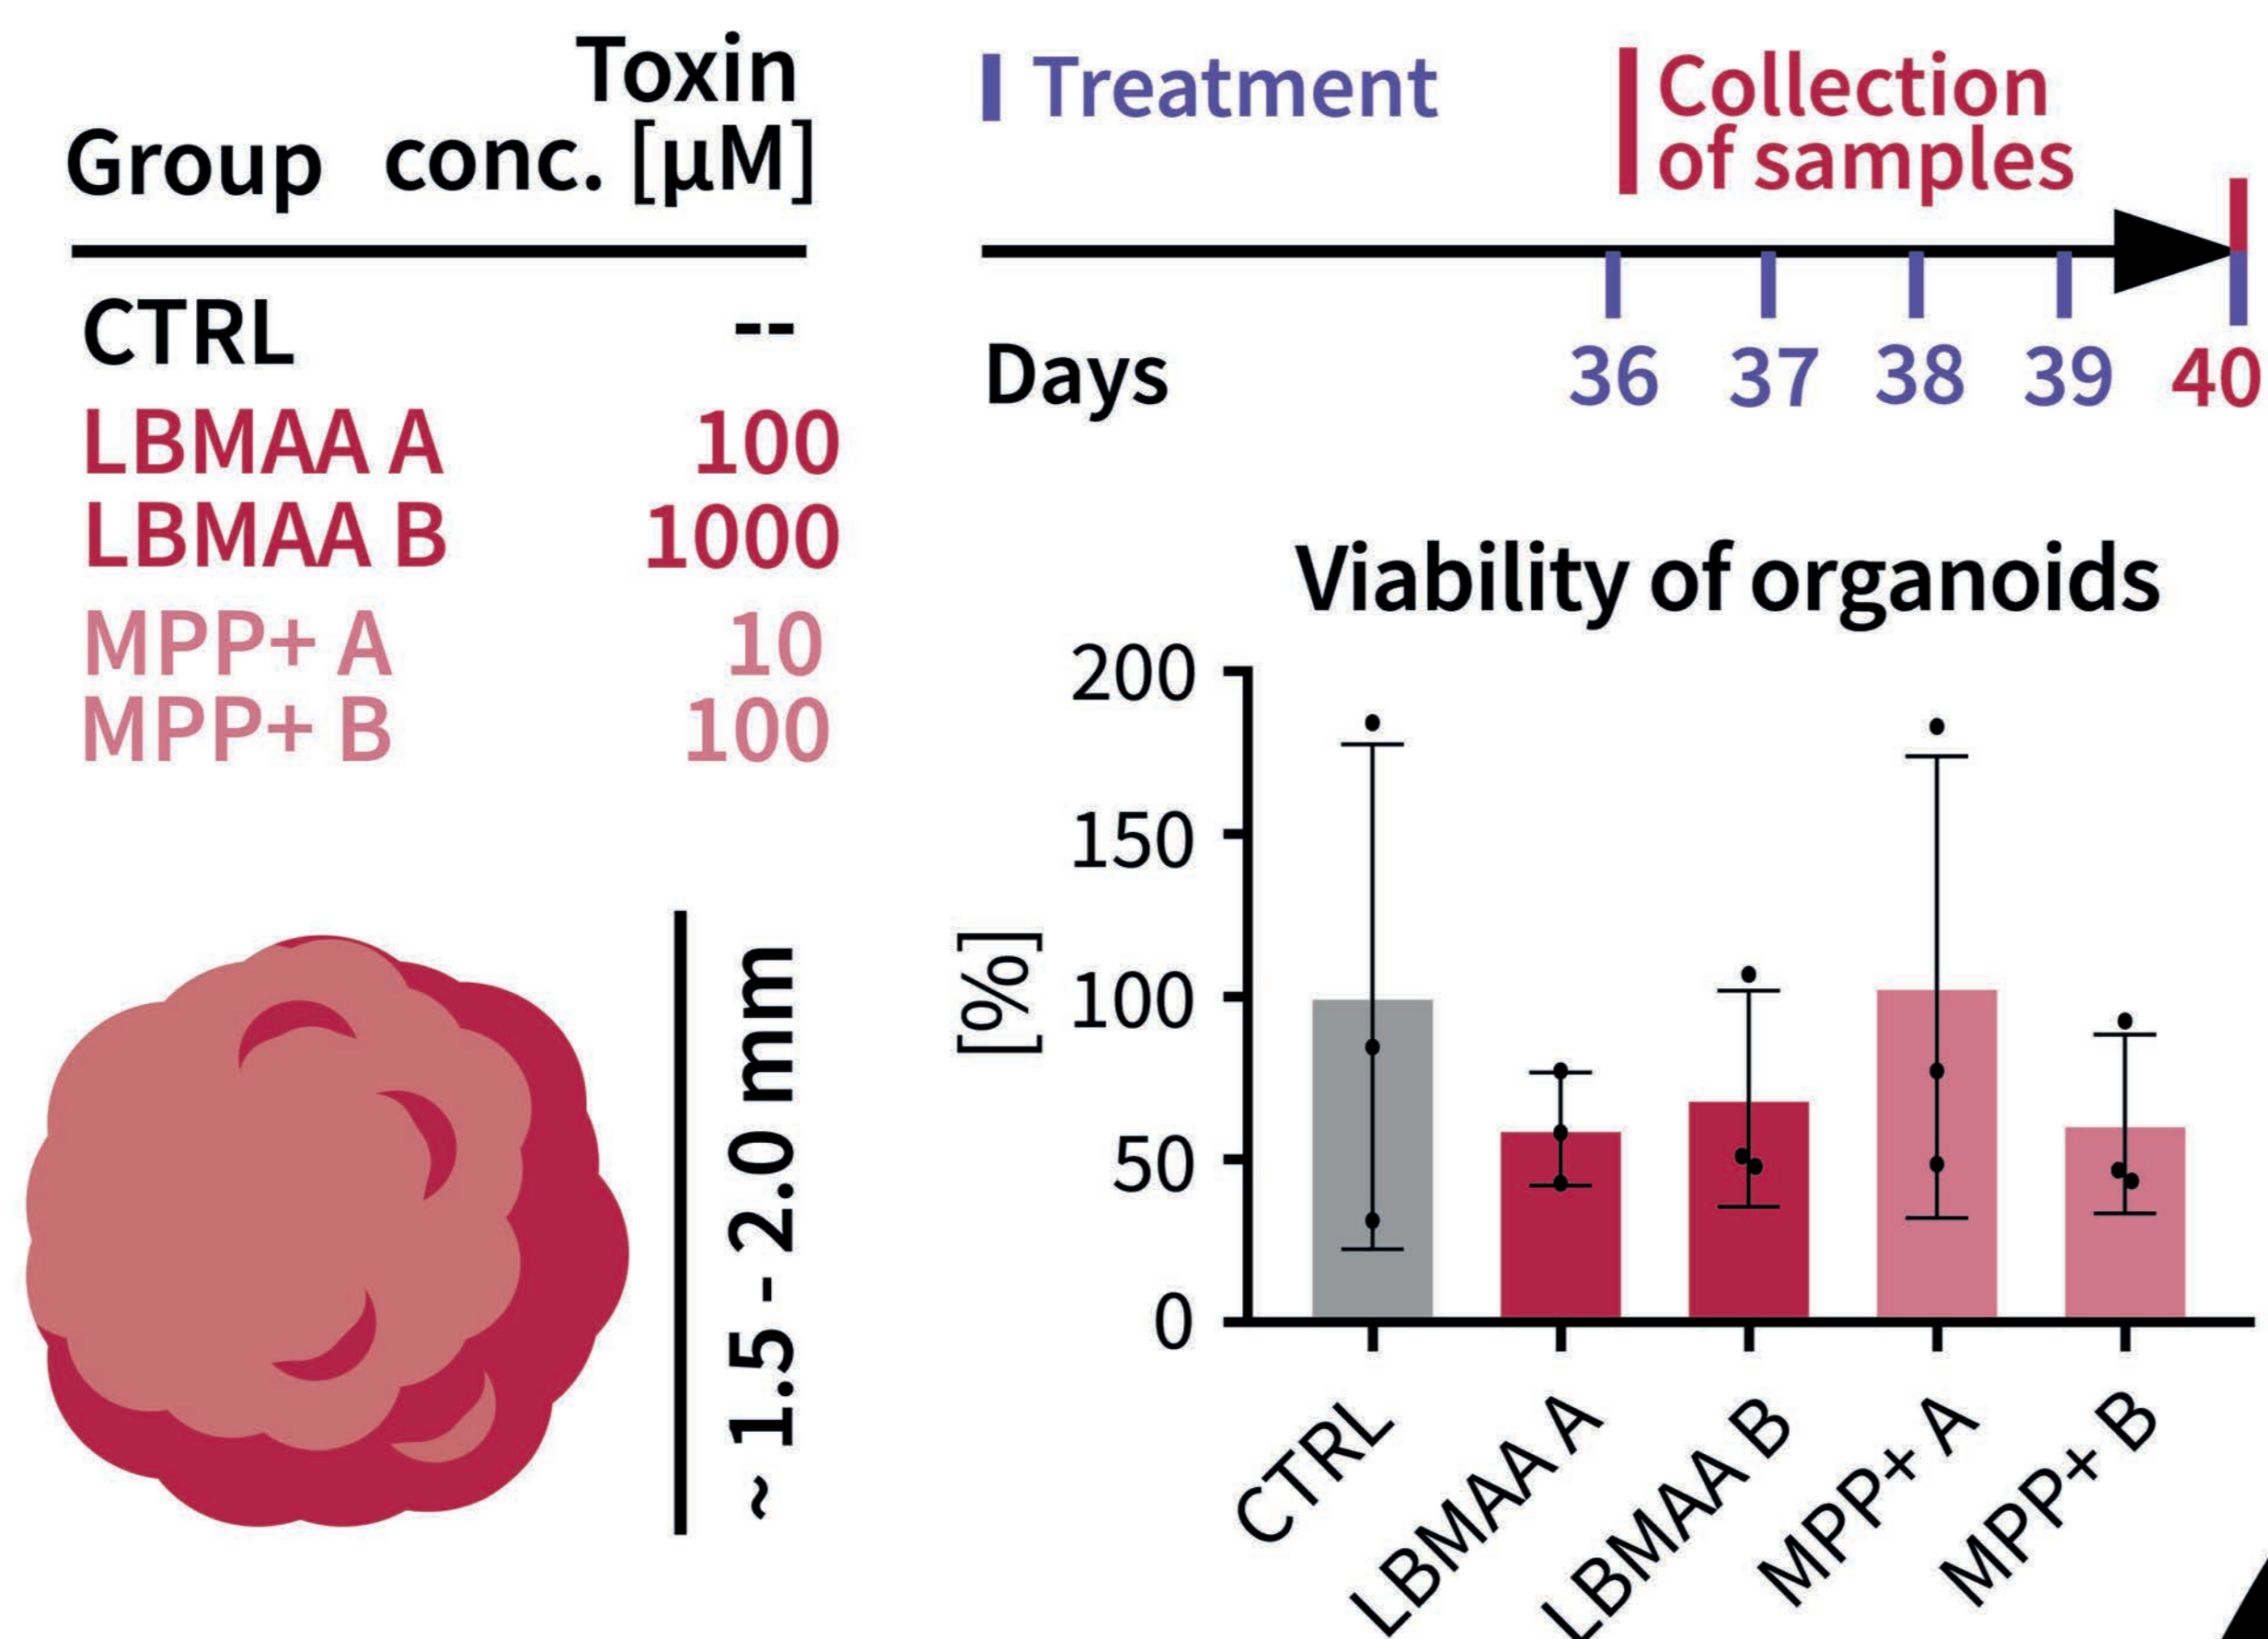 Toxin
Group conc. [µM]
CTRL --
LBMAA A 100
LBMAA B 1000
MPP+ A 10
MPP+ B 100
~ 1.5 - 2.0 mm
Treatment
Collection
of samples
Days 36 37 38 39 40
Viability of organoids
[%]
200
150
100
50
0
CTRL
LBMAA A
LBMAA B
MPP+ A
MPP+ B